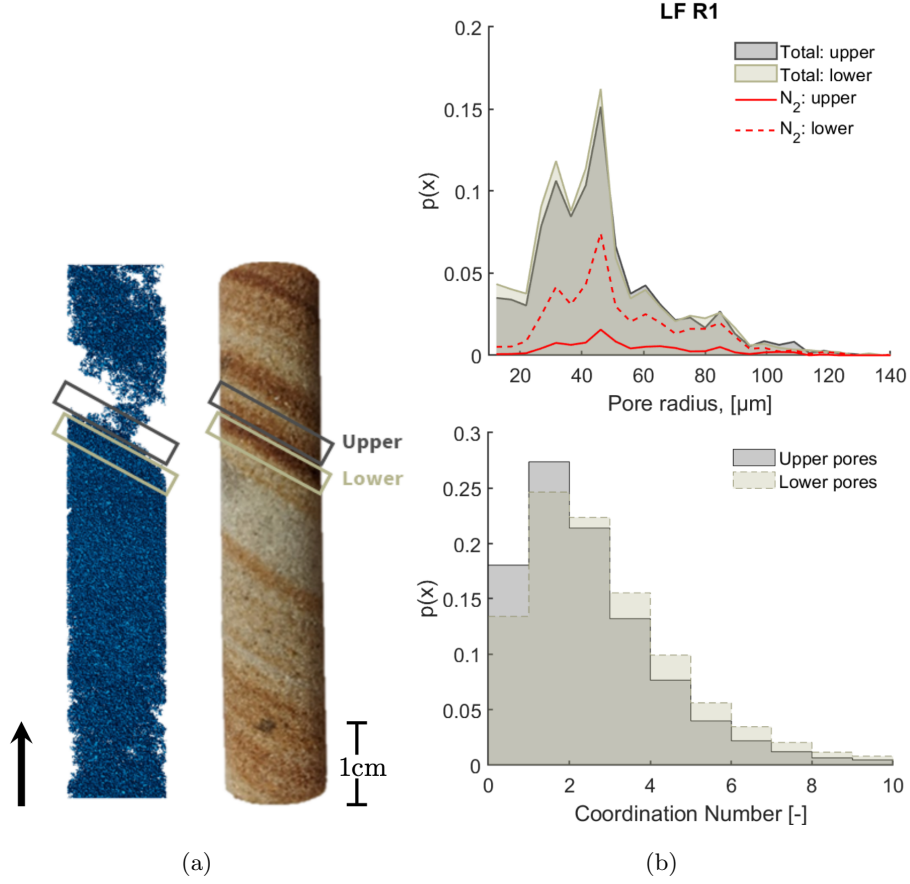 LF R1
0.2
0.15
0.1
0.05
0
p(x)
Total: upper
Total: lower
N2: upper
N2: lower
20 40 60 80 100 120 140
Pore radius, [µm]
Upper
Lower
1cm
0.3
0.25
0.2
0.15
0.1
0.05
0
p(x)
Upper pores
Lower pores
0 2 4 6 8 10
Coordination Number [-]
(a) (b)